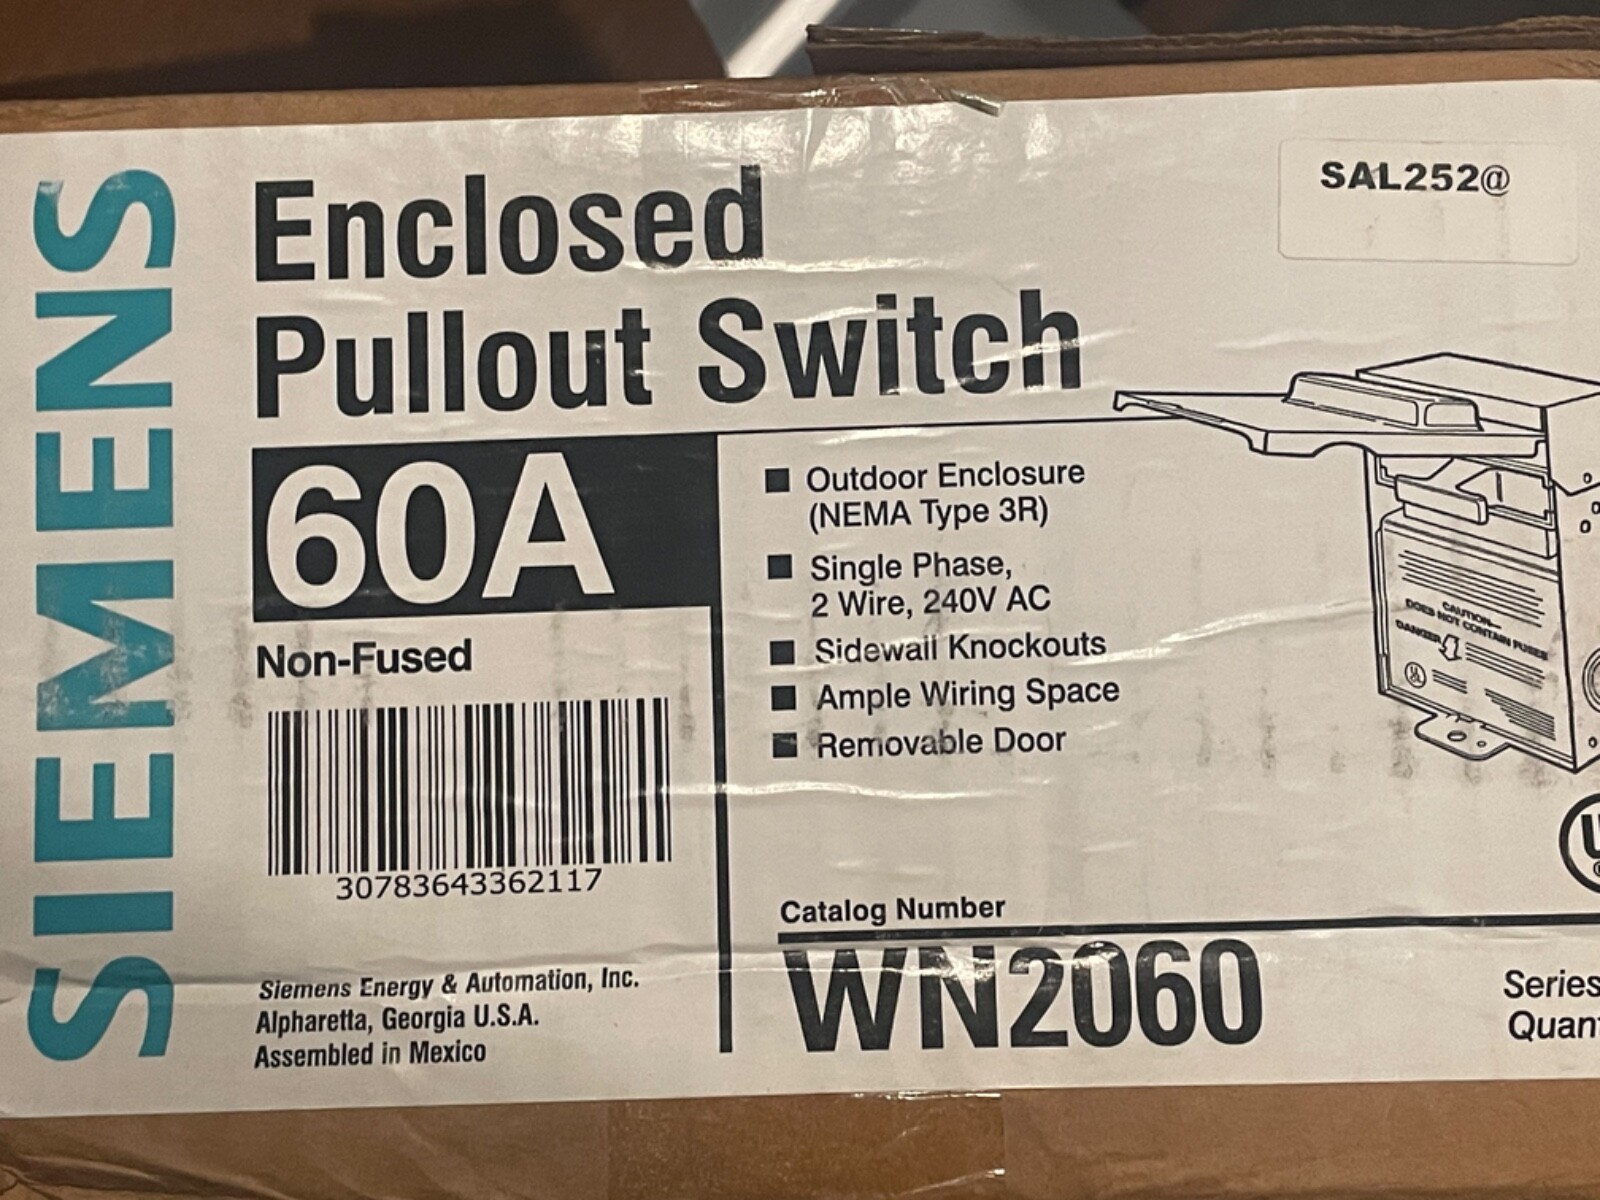 SIEMENS
Enclosed
Pullout Switch
SAL252@
60A
Non-Fused
30783643362117
Siemens Energy & Automation, Inc.
Alpharetta, Georgia U.S.A.
Assembled in Mexico
■ Outdoor Enclosure
(NEMA Type 3R)
■ Single Phase,
2 Wire, 240V AC
■ Sidewall Knockouts
■ Ample Wiring Space
■ Removable Door
CAUTION—
DOES NOT CONTAIN FUSES
DANGER
UL
Catalog Number
WN2060
Series
Quan